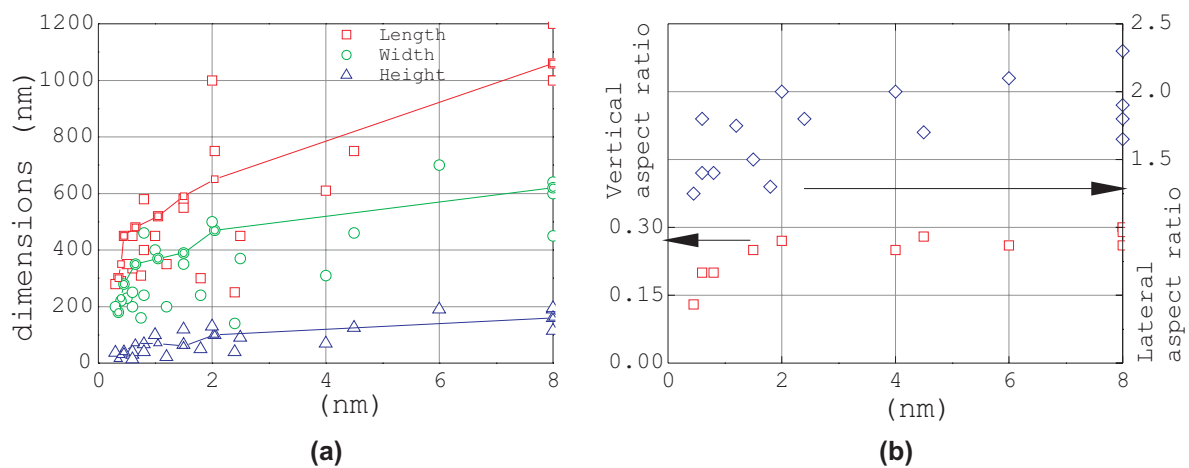 1200
1000
800
600
400
200
0
dimensions (nm)
Length
Width
Height
0 2 4 6 8
(nm)
(a)
Vertical
aspect ratio
0.30
0.15
0.00
2.5
2.0
1.5
Lateral
aspect ratio
0 2 4 6 8
(nm)
(b)